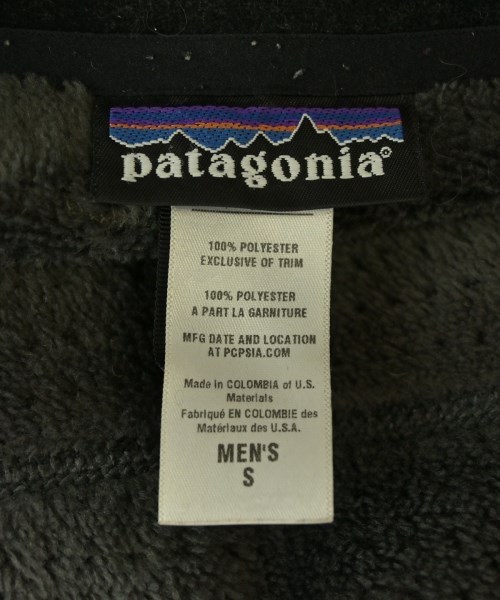 patagonia®
100% POLYESTER
EXCLUSIVE OF TRIM
100% POLYESTER
A PART LA GARNITURE
MFG DATE AND LOCATION
AT PCPSIA.COM
Made in COLOMBIA of U.S.
Materials
Fabriqué EN COLOMBIE des
Matériaux des U.S.A.
MEN'S
S